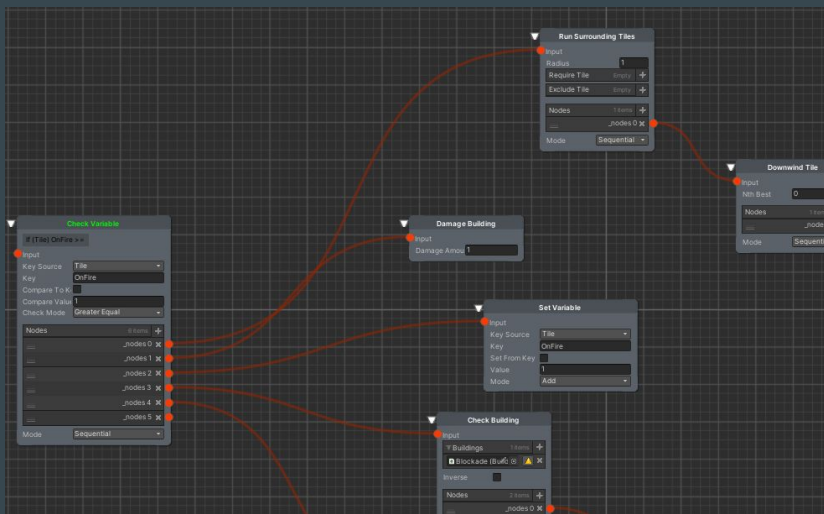 Run Surrounding Tiles
Input
Radius 1
Require Tile Empty +
Exclude Tile Empty +
Nodes 1 items +
_nodes 0 ×
Mode Sequential
Downwind Tile
Input
Nth Best 0
Nodes
Mode
Check Variable
If (Tile) OnFire >=
Input
Key Source Tile
Key OnFire
Compare To K
Compare Valu 1
Check Mode Greater Equal
Nodes 6 items +
_nodes 0 ×
_nodes 1 ×
_nodes 2 ×
_nodes 3 ×
_nodes 4 ×
_nodes 5 ×
Mode Sequential
Damage Building
Input
Damage Amou 1
Set Variable
Input
Key Source Tile
Key OnFire
Set From Key
Value 1
Mode Add
Check Building
Input
Buildings 1 items +
Blockade
Inverse
Nodes 2 items +
_nodes 0 ×